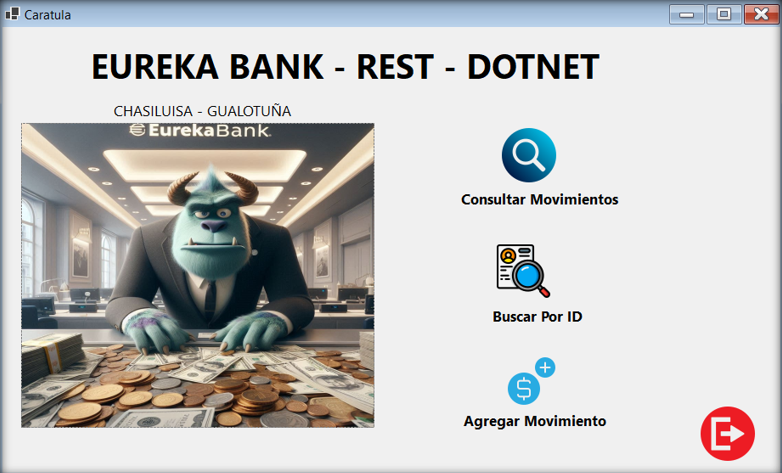 Caratula
EUREKA BANK - REST - DOTNET
CHASILUISA - GUALOTUÑA
EurekaBank.
Consultar Movimientos
Buscar Por ID
Agregar Movimiento